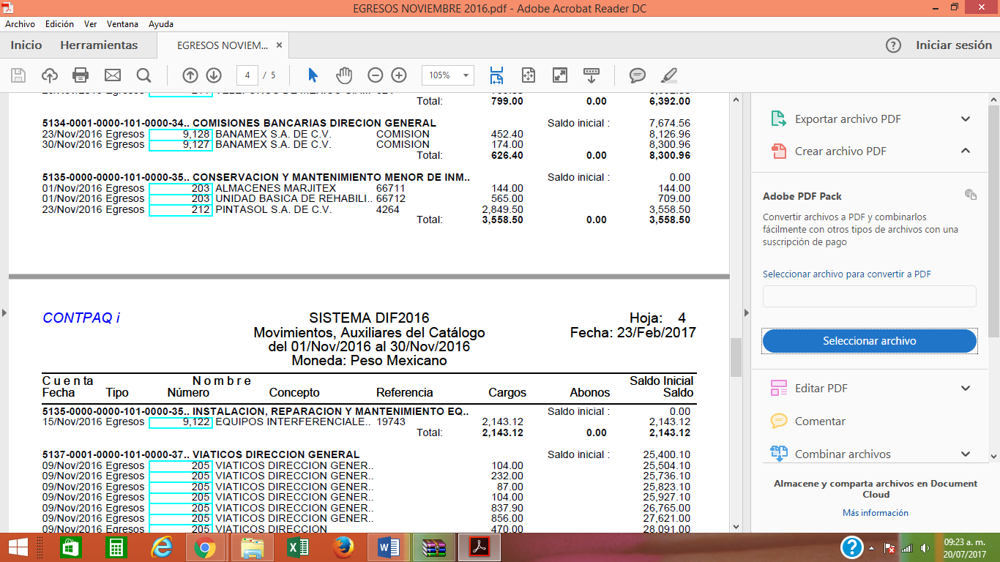 EGRESOS NOVIEMBRE 2016.pdf - Adobe Acrobat Reader DC
Archivo Edición Ver Ventana Ayuda
Inicio Herramientas EGRESOS NOVIEM... × Iniciar sesión
4 / 5 105%
Total: 799.00 0.00 6,392.00
5134-0001-0000-101-0000-34.. COMISIONES BANCARIAS DIRECION GENERAL Saldo inicial : 7,674.56
23/Nov/2016 Egresos 9,128 BANAMEX S.A. DE C.V. COMISION 452.40 8,126.96
30/Nov/2016 Egresos 9,127 BANAMEX S.A. DE C.V. COMISION 174.00 8,300.96
Total: 626.40 0.00 8,300.96
5135-0000-0000-101-0000-35.. CONSERVACION Y MANTENIMIENTO MENOR DE INM.. Saldo inicial : 0.00
01/Nov/2016 Egresos 203 ALMACENES MARJITEX 66711 144.00 144.00
01/Nov/2016 Egresos 203 UNIDAD BASICA DE REHABILI.. 66712 565.00 709.00
23/Nov/2016 Egresos 212 PINTASOL S.A. DE C.V. 4264 2,849.50 3,558.50
Total: 3,558.50 0.00 3,558.50
CONTPAQ i SISTEMA DIF2016 Hoja: 4
Movimientos, Auxiliares del Catálogo Fecha: 23/Feb/2017
del 01/Nov/2016 al 30/Nov/2016
Moneda: Peso Mexicano
C u e n t a N o m b r e Saldo Inicial
Fecha Tipo Número Concepto Referencia Cargos Abonos Saldo
5135-0000-0000-101-0000-35.. INSTALACION, REPARACION Y MANTENIMIENTO EQ.. Saldo inicial : 0.00
15/Nov/2016 Egresos 9,122 EQUIPOS INTERFERENCIALE.. 19743 2,143.12 2,143.12
Total: 2,143.12 0.00 2,143.12
5137-0001-0000-101-0000-37.. VIATICOS DIRECCION GENERAL Saldo inicial : 25,400.10
09/Nov/2016 Egresos 205 VIATICOS DIRECCION GENER.. 104.00 25,504.10
09/Nov/2016 Egresos 205 VIATICOS DIRECCION GENER.. 232.00 25,736.10
09/Nov/2016 Egresos 205 VIATICOS DIRECCION GENER.. 87.00 25,823.10
09/Nov/2016 Egresos 205 VIATICOS DIRECCION GENER.. 104.00 25,927.10
09/Nov/2016 Egresos 205 VIATICOS DIRECCION GENER.. 837.90 26,765.00
09/Nov/2016 Egresos 205 VIATICOS DIRECCION GENER.. 856.00 27,621.00
09/Nov/2016 Egresos 205 VIATICOS DIRECCION 470.00 28,091.00
Exportar archivo PDF
Crear archivo PDF
Adobe PDF Pack
Convertir archivos a PDF y combinarlos
fácilmente con otros tipos de archivos con una
suscripción de pago
Seleccionar archivo para convertir a PDF
Seleccionar archivo
Editar PDF
Comentar
Combinar archivos
Almacene y comparta archivos en Document
Cloud
Más información
09:23 a. m.
20/07/2017